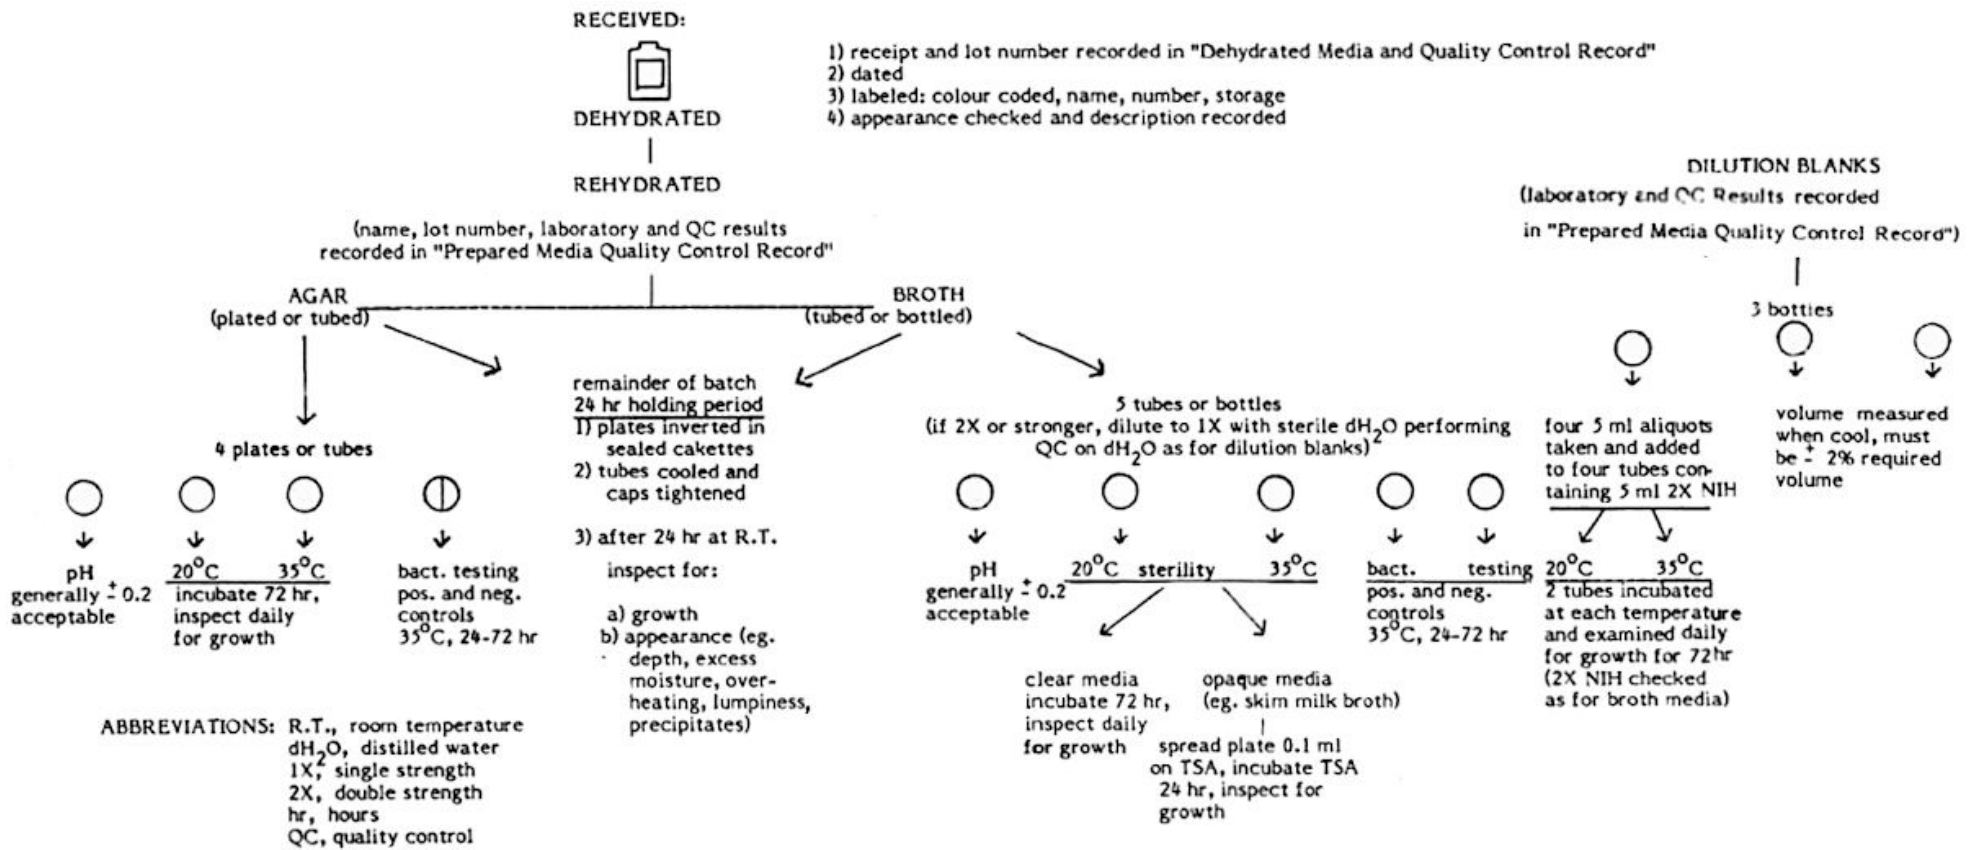 RECEIVED:
1) receipt and lot number recorded in "Dehydrated Media and Quality Control Record"
2) dated
3) labeled: colour coded, name, number, storage
4) appearance checked and description recorded
DEHYDRATED
REHYDRATED
(name, lot number, laboratory and QC results
recorded in "Prepared Media Quality Control Record"
AGAR
(plated or tubed)
BROTH
(tubed or bottled)
4 plates or tubes
pH
generally ± 0.2
acceptable
20°C 35°C
incubate 72 hr,
inspect daily
for growth
bact. testing
pos. and neg.
controls
35°C, 24-72 hr
remainder of batch
24 hr holding period
1) plates inverted in
sealed cakettes
2) tubes cooled and
caps tightened
3) after 24 hr at R.T.
inspect for:
a) growth
b) appearance (eg.
depth, excess
moisture, over-
heating, lumpiness,
precipitates)
5 tubes or bottles
(if 2X or stronger, dilute to 1X with sterile dH₂O performing
QC on dH₂O as for dilution blanks)
pH
generally ± 0.2
acceptable
20°C sterility 35°C
clear media
incubate 72 hr,
inspect daily
for growth
opaque media
(eg. skim milk broth)
spread plate 0.1 ml
on TSA, incubate TSA
24 hr, inspect for
growth
bact. testing
pos. and neg.
controls
35°C, 24-72 hr
DILUTION BLANKS
(laboratory and QC Results recorded
in "Prepared Media Quality Control Record")
3 bottles
four 5 ml aliquots
taken and added
to four tubes con-
taining 5 ml 2X NIH
20°C 35°C
2 tubes incubated
at each temperature
and examined daily
for growth for 72 hr
(2X NIH checked
as for broth media)
volume measured
when cool, must
be ± 2% required
volume
ABBREVIATIONS: R.T., room temperature
dH₂O, distilled water
1X, single strength
2X, double strength
hr, hours
QC, quality control